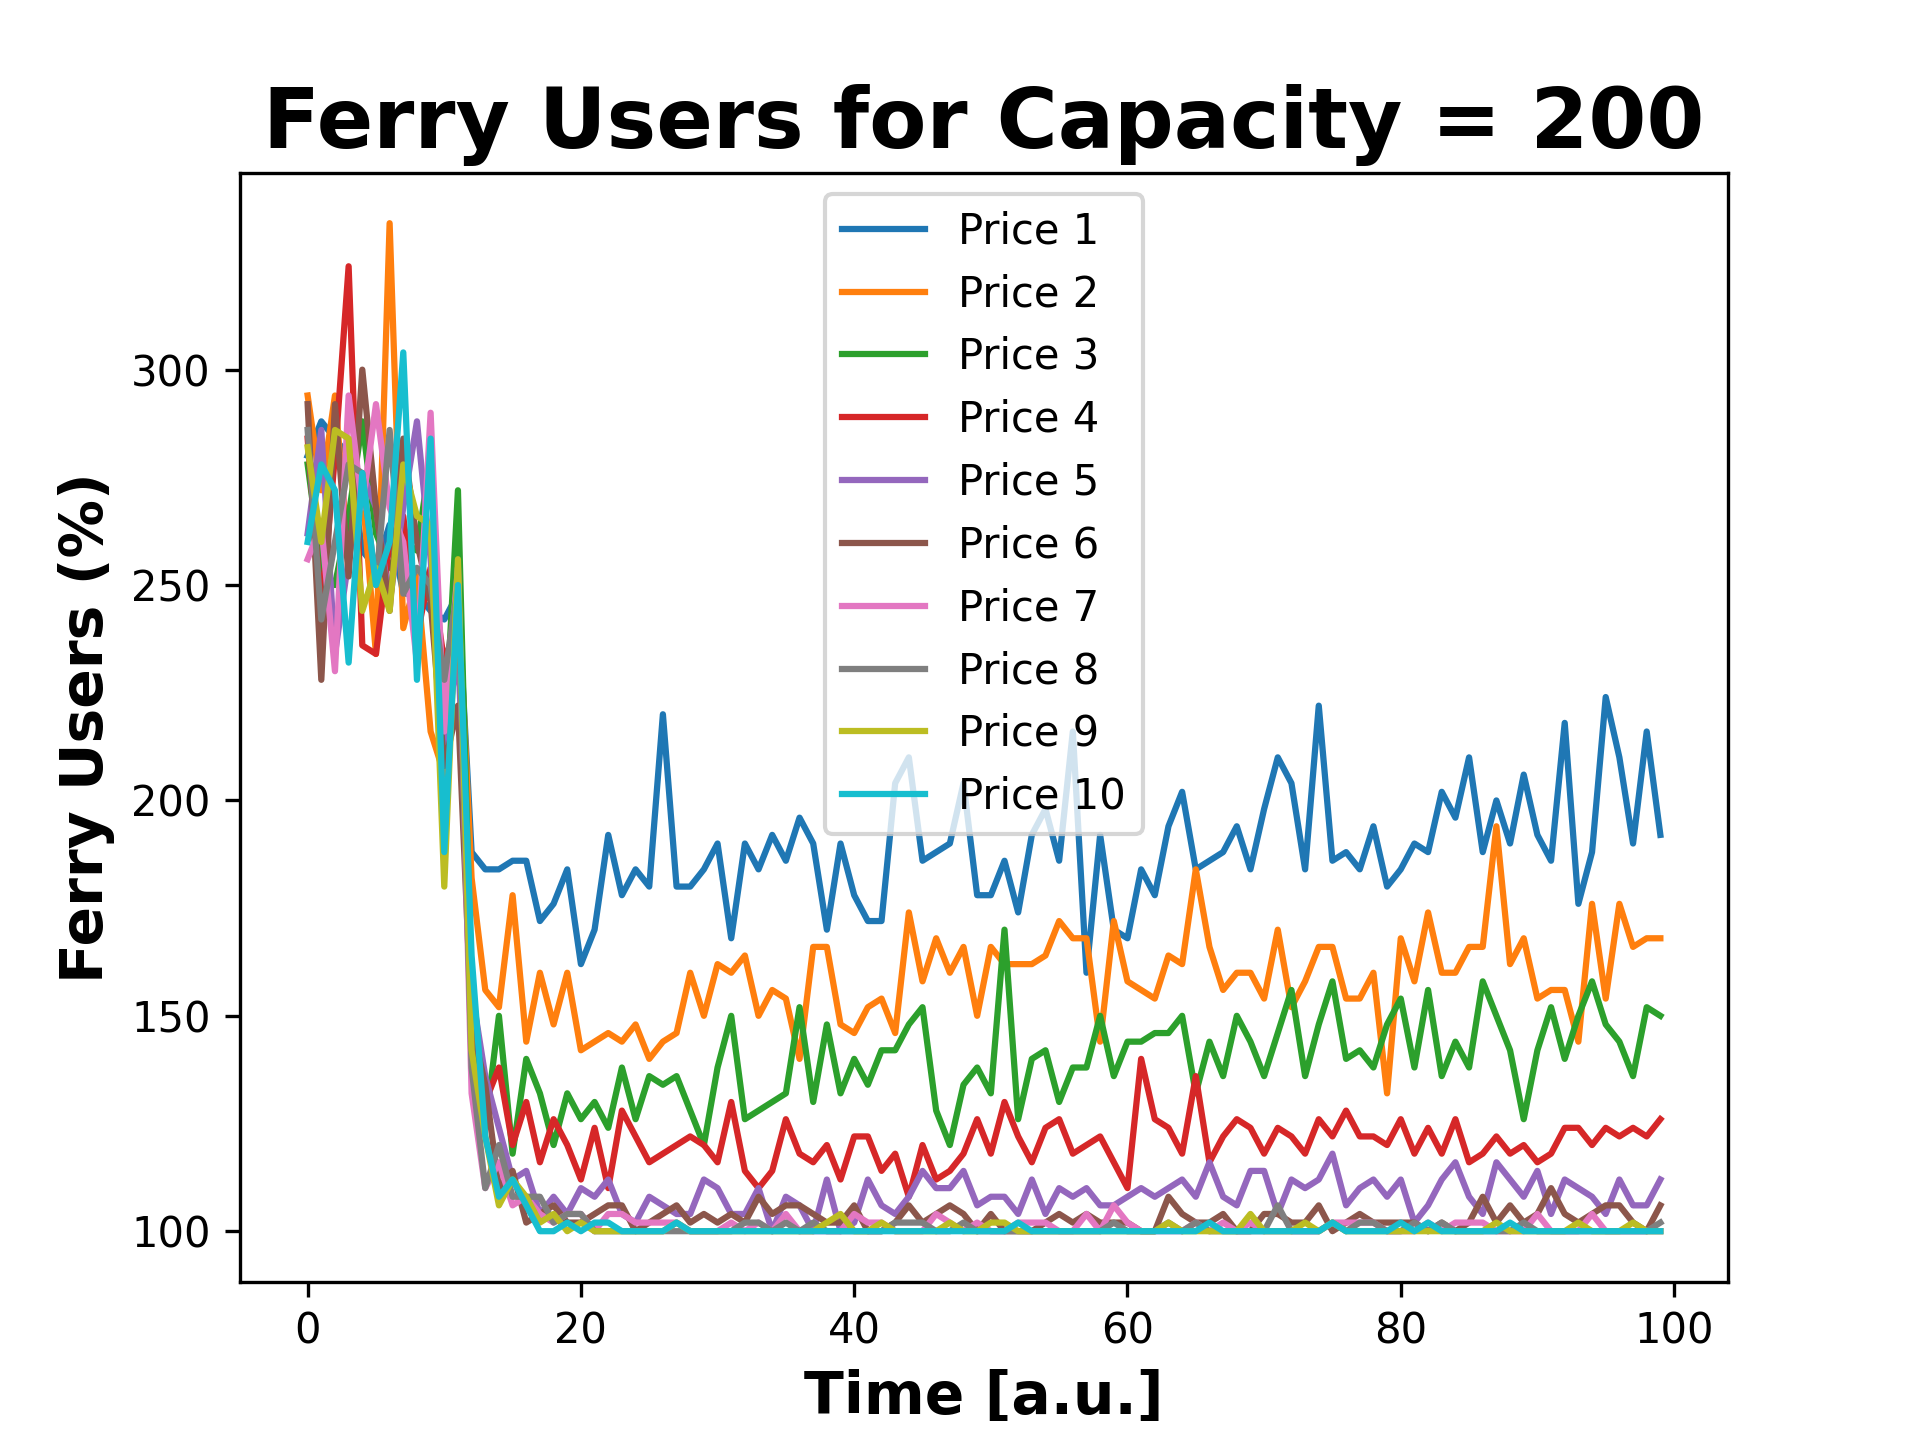 Ferry Users for Capacity = 200
Price 1
Price 2
Price 3
Price 4
Price 5
Price 6
Price 7
Price 8
Price 9
Price 10
Ferry Users (%)
300
250
200
150
100
0 20 40 60 80 100
Time [a.u.]